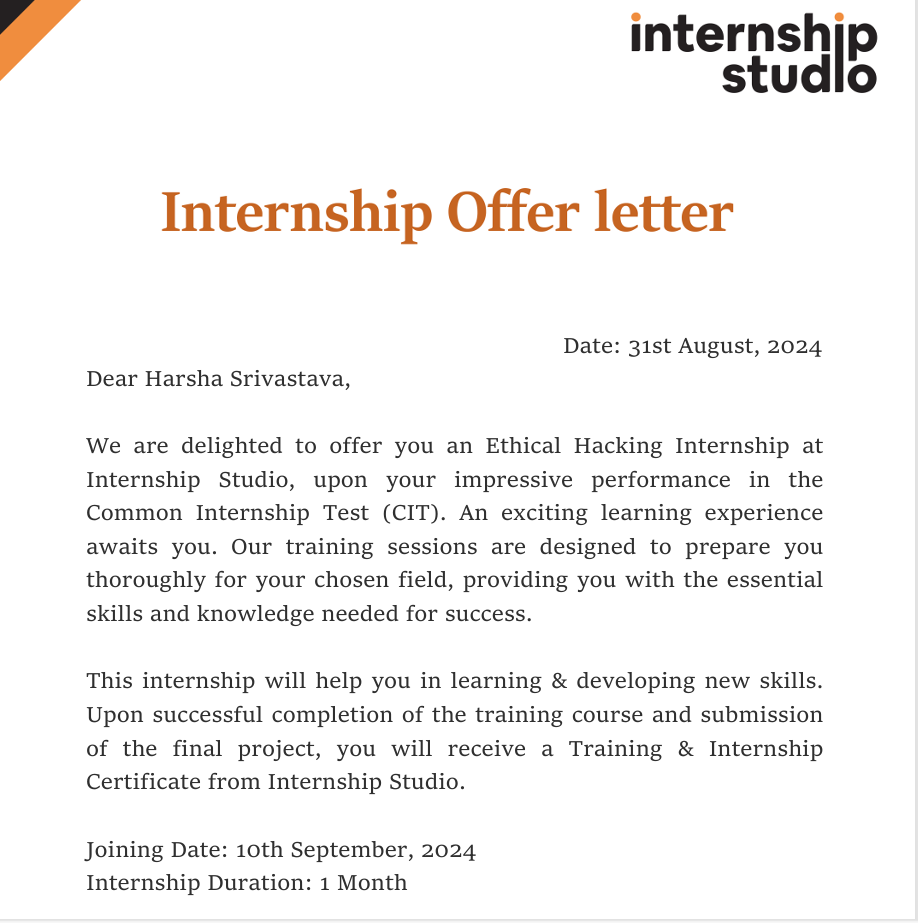 internship
studio
Internship Offer letter
Date: 31st August, 2024
Dear Harsha Srivastava,
We are delighted to offer you an Ethical Hacking Internship at
Internship Studio, upon your impressive performance in the
Common Internship Test (CIT). An exciting learning experience
awaits you. Our training sessions are designed to prepare you
thoroughly for your chosen field, providing you with the essential
skills and knowledge needed for success.
This internship will help you in learning & developing new skills.
Upon successful completion of the training course and submission
of the final project, you will receive a Training & Internship
Certificate from Internship Studio.
Joining Date: 10th September, 2024
Internship Duration: 1 Month